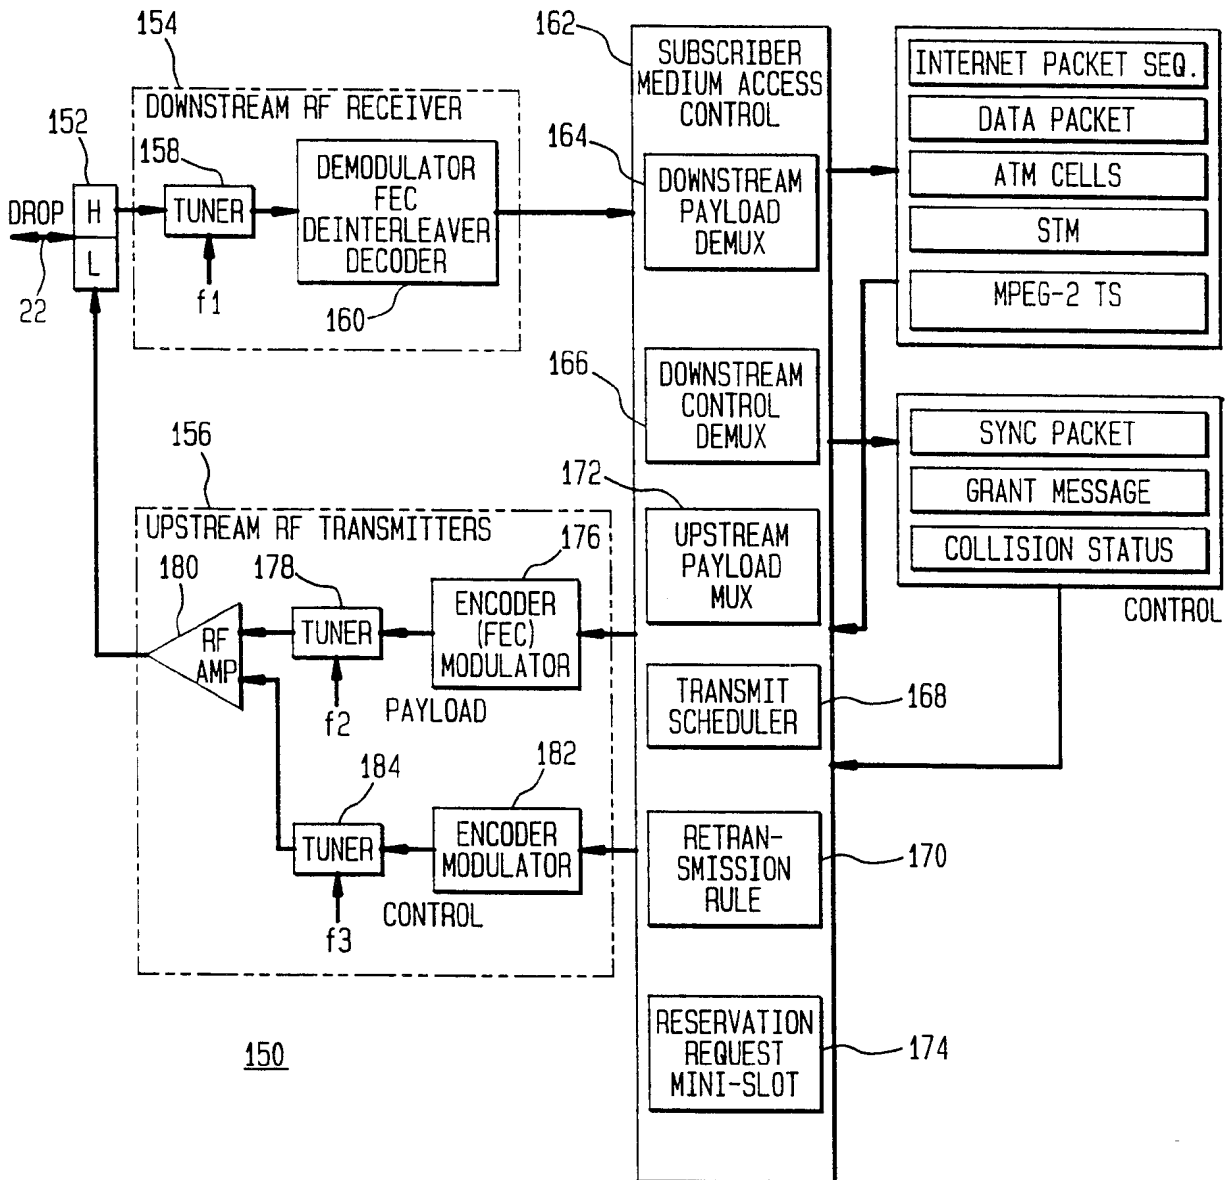 154
DOWNSTREAM RF RECEIVER
152
158
DROP
H
L
22
TUNER
f1
DEMODULATOR
FEC
DEINTERLEAVER
DECODER
160
162
SUBSCRIBER
MEDIUM ACCESS
CONTROL
164
DOWNSTREAM
PAYLOAD
DEMUX
166
DOWNSTREAM
CONTROL
DEMUX
172
UPSTREAM
PAYLOAD
MUX
TRANSMIT
SCHEDULER
168
RETRAN-
SMISSION
RULE
170
RESERVATION
REQUEST
MINI-SLOT
174
INTERNET PACKET SEQ.
DATA PACKET
ATM CELLS
STM
MPEG-2 TS
SYNC PACKET
GRANT MESSAGE
COLLISION STATUS
CONTROL
156
UPSTREAM RF TRANSMITTERS
180
178
176
RF
AMP
TUNER
ENCODER
(FEC)
MODULATOR
f2
PAYLOAD
184
182
TUNER
ENCODER
MODULATOR
f3
CONTROL
150